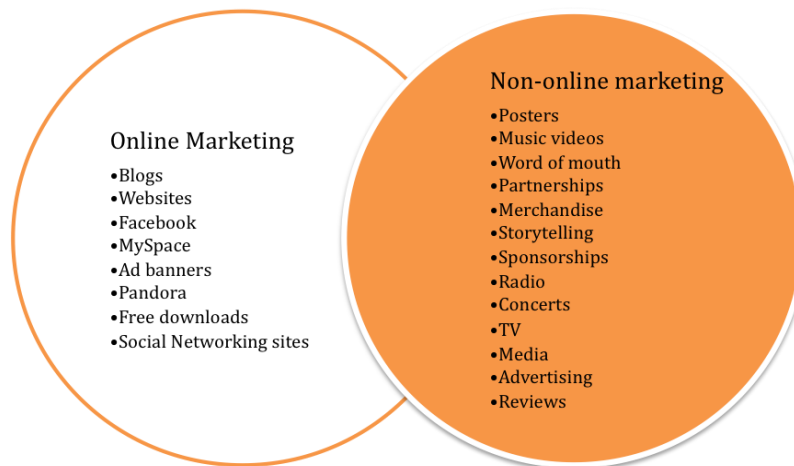 Online Marketing
•Blogs
•Websites
•Facebook
•MySpace
•Ad banners
•Pandora
•Free downloads
•Social Networking sites
Non-online marketing
•Posters
•Music videos
•Word of mouth
•Partnerships
•Merchandise
•Storytelling
•Sponsorships
•Radio
•Concerts
•TV
•Media
•Advertising
•Reviews